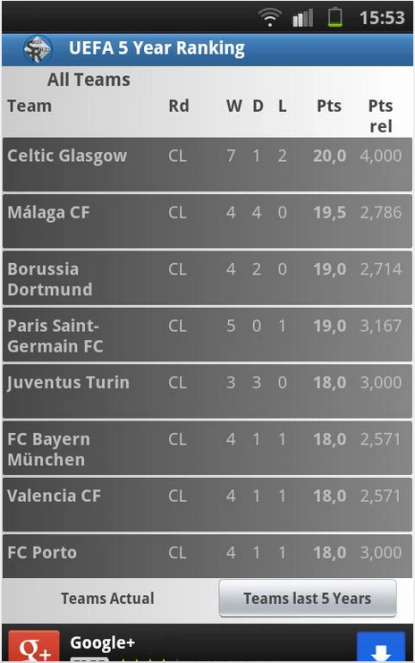 15:53
UEFA 5 Year Ranking
All Teams
Team Rd W D L Pts Pts rel
Celtic Glasgow CL 7 1 2 20,0 4,000
Málaga CF CL 4 4 0 19,5 2,786
Borussia Dortmund CL 4 2 0 19,0 2,714
Paris Saint-Germain FC CL 5 0 1 19,0 3,167
Juventus Turin CL 3 3 0 18,0 3,000
FC Bayern München CL 4 1 1 18,0 2,571
Valencia CF CL 4 1 1 18,0 2,571
FC Porto CL 4 1 1 18,0 3,000
Teams Actual Teams last 5 Years
g+ Google+